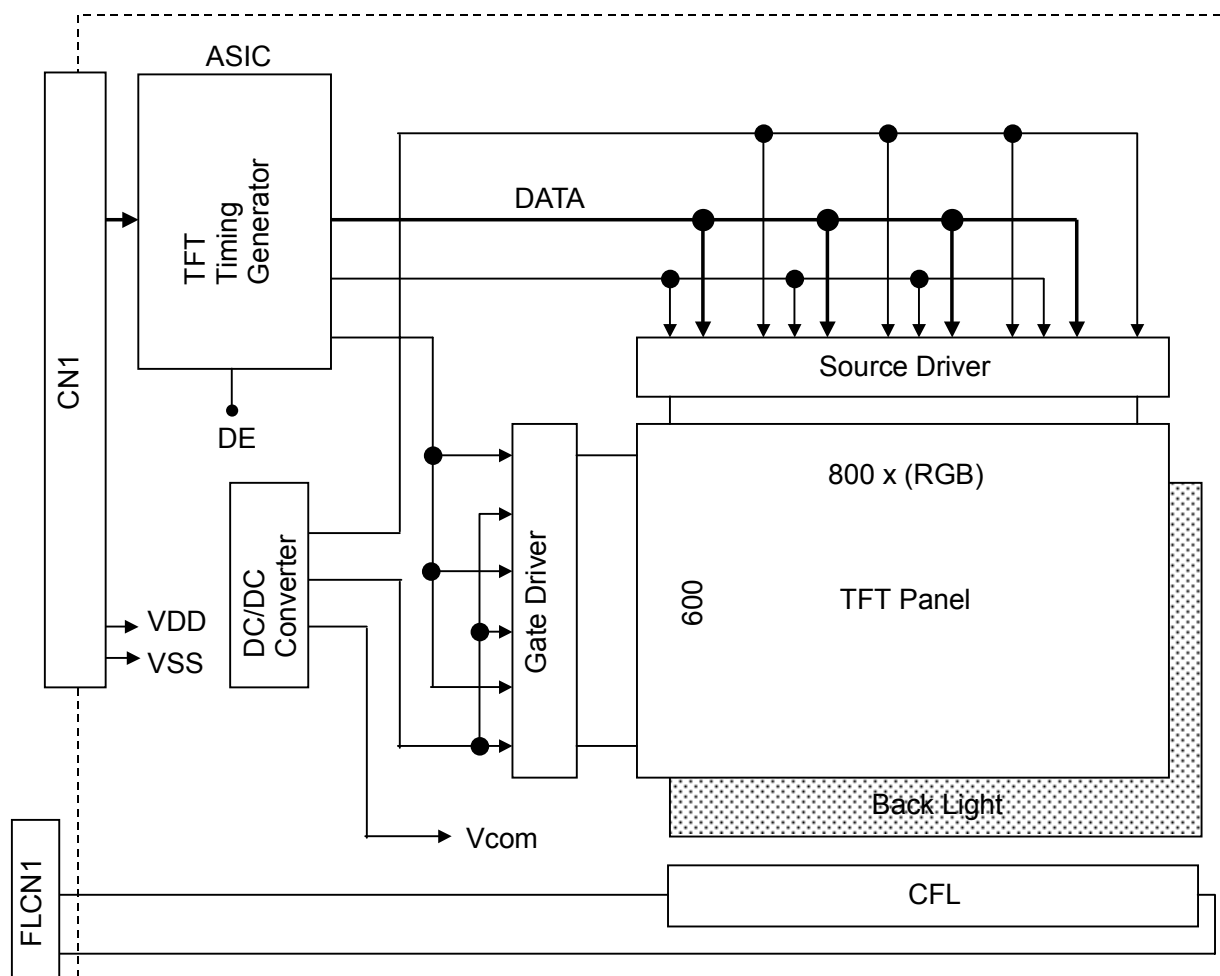 ASIC
CN1
TFT
Timing
Generator
DATA
Source Driver
DE
800 x (RGB)
DC/DC
Converter
Gate Driver
600
TFT Panel
VDD
VSS
Back Light
Vcom
FLCN1
CFL